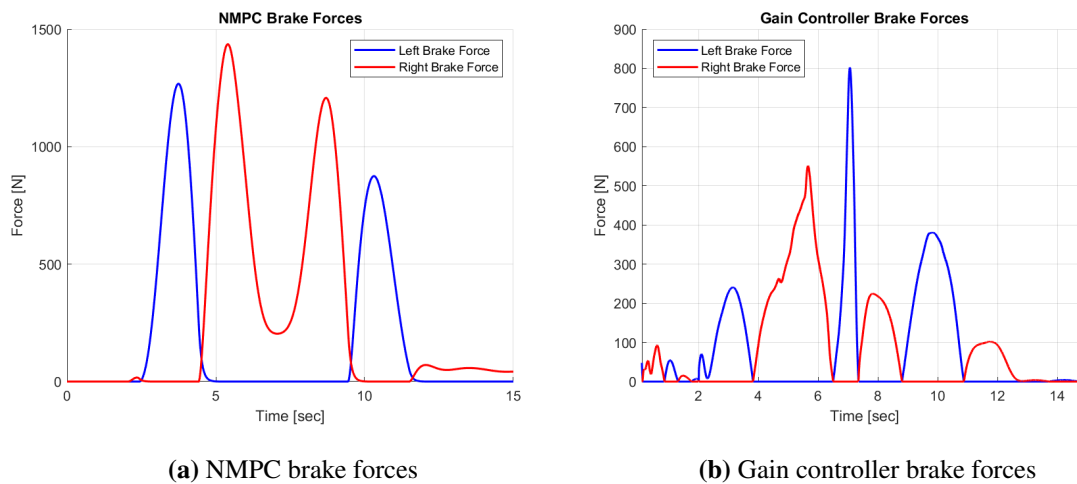 NMPC Brake Forces
Left Brake Force
Right Brake Force
1500
1000
500
0
Force [N]
0 5 10 15
Time [sec]
(a) NMPC brake forces
Gain Controller Brake Forces
Left Brake Force
Right Brake Force
900
800
700
600
500
400
300
200
100
0
Force [N]
2 4 6 8 10 12 14
Time [sec]
(b) Gain controller brake forces